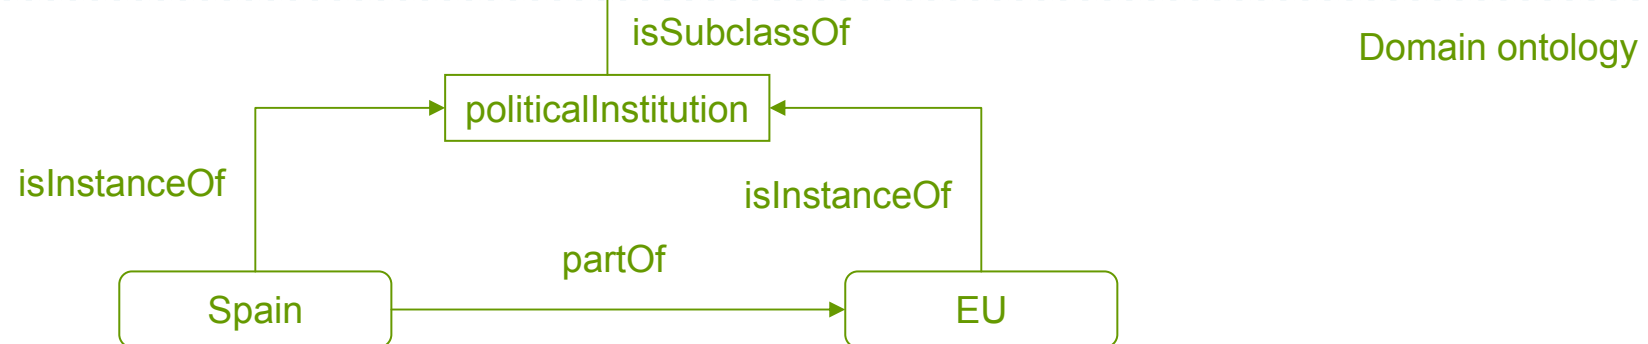 isSubclassOf
Domain ontology
politicalInstitution
isInstanceOf
isInstanceOf
partOf
Spain
EU